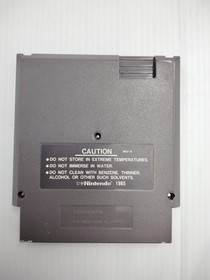 CAUTION
●DO NOT STORE IN EXTREME TEMPERATURES.
●DO NOT IMMERSE IN WATER.
●DO NOT CLEAN WITH BENZENE, THINNER,
ALCOHOL OR OTHER SUCH SOLVENTS.
Nintendo 1985